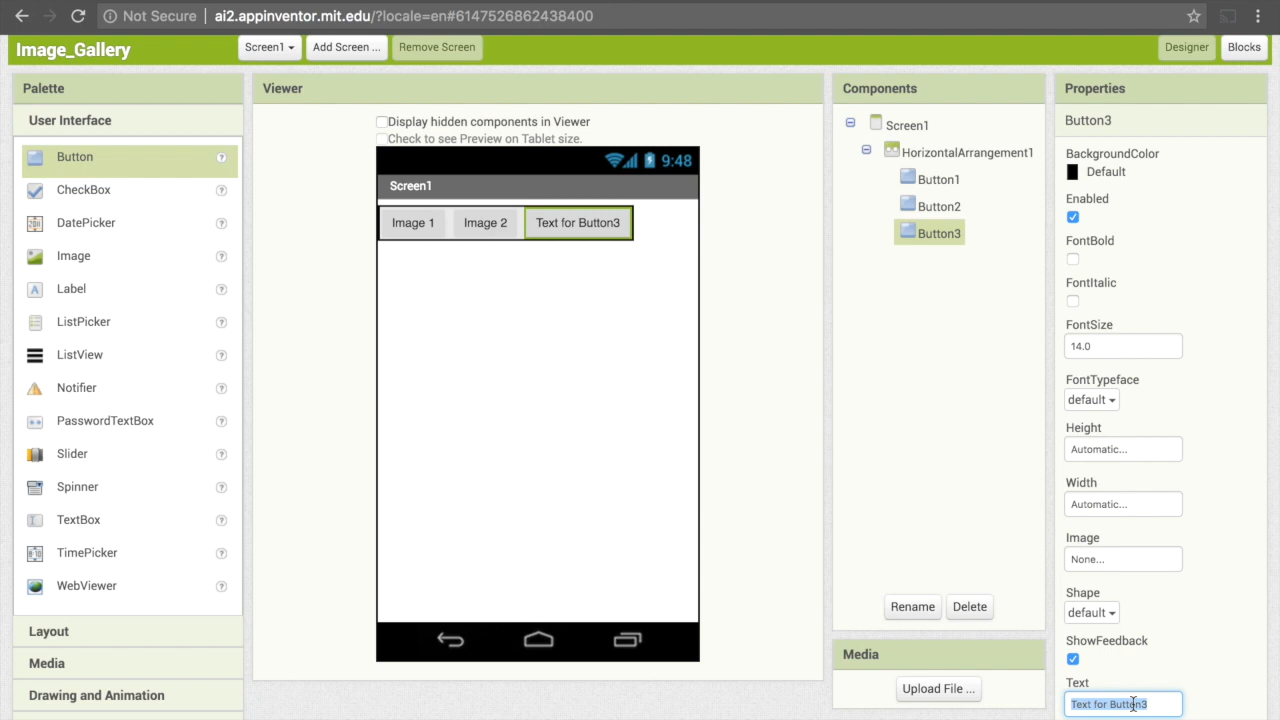 Not Secure ai2.appinventor.mit.edu/?locale=en#6147526862438400
Image_Gallery Screen1 Add Screen ... Remove Screen Designer Blocks
Palette
User Interface
Button ?
CheckBox ?
DatePicker ?
Image ?
Label ?
ListPicker ?
ListView ?
Notifier ?
PasswordTextBox ?
Slider ?
Spinner ?
TextBox ?
TimePicker ?
WebViewer ?
Layout
Media
Drawing and Animation
Viewer
Display hidden components in Viewer
Check to see Preview on Tablet size.
9:48
Screen1
Image 1 Image 2 Text for Button3
Components
Screen1
HorizontalArrangement1
Button1
Button2
Button3
Rename Delete
Media
Upload File ...
Properties
Button3
BackgroundColor
Default
Enabled
FontBold
FontItalic
FontSize
14.0
FontTypeface
default
Height
Automatic...
Width
Automatic...
Image
None...
Shape
default
ShowFeedback
Text
Text for Button3